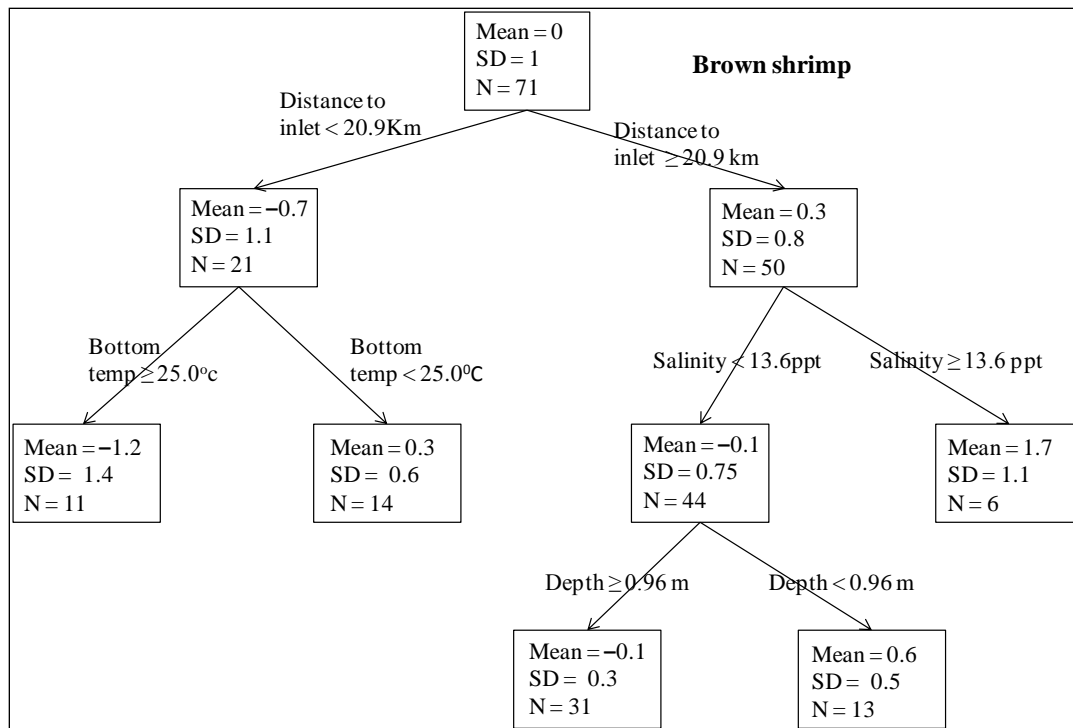 Mean = 0
SD = 1
N = 71
Brown shrimp
Distance to
inlet < 20.9Km
Distance to
inlet ≥ 20.9 km
Mean = −0.7
SD = 1.1
N = 21
Mean = 0.3
SD = 0.8
N = 50
Bottom
temp ≥ 25.0ᵒc
Bottom
temp < 25.0⁰C
Salinity < 13.6ppt
Salinity ≥ 13.6 ppt
Mean = −1.2
SD = 1.4
N = 11
Mean = 0.3
SD = 0.6
N = 14
Mean = −0.1
SD = 0.75
N = 44
Mean = 1.7
SD = 1.1
N = 6
Depth ≥ 0.96 m
Depth < 0.96 m
Mean = −0.1
SD = 0.3
N = 31
Mean = 0.6
SD = 0.5
N = 13